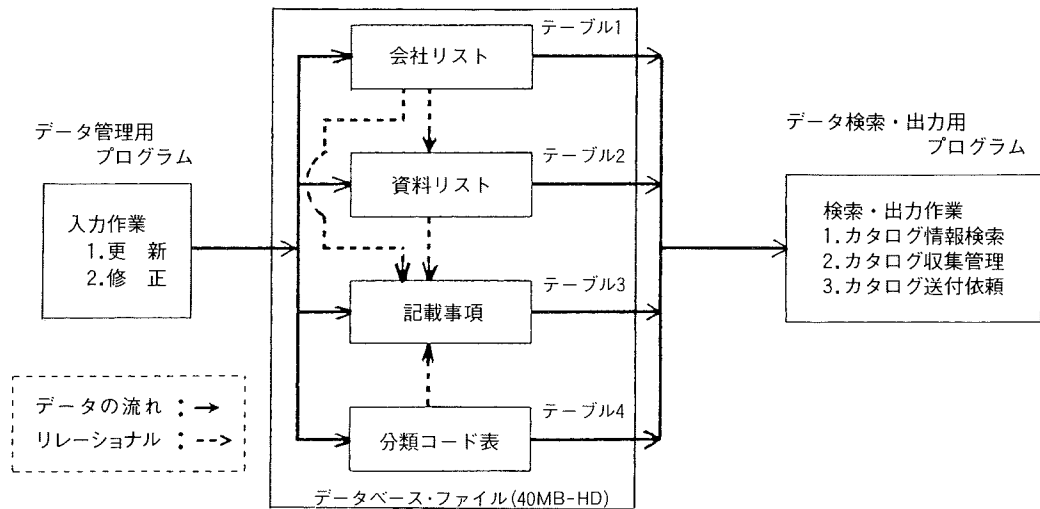 データ管理用
プログラム
入力作業
1.更 新
2.修 正
データの流れ :
リレーショナル :
会社リスト
テーブル1
資料リスト
テーブル2
記載事項
テーブル3
分類コード表
テーブル4
データベース・ファイル(40MB-HD)
データ検索・出力用
プログラム
検索・出力作業
1.カタログ情報検索
2.カタログ収集管理
3.カタログ送付依頼